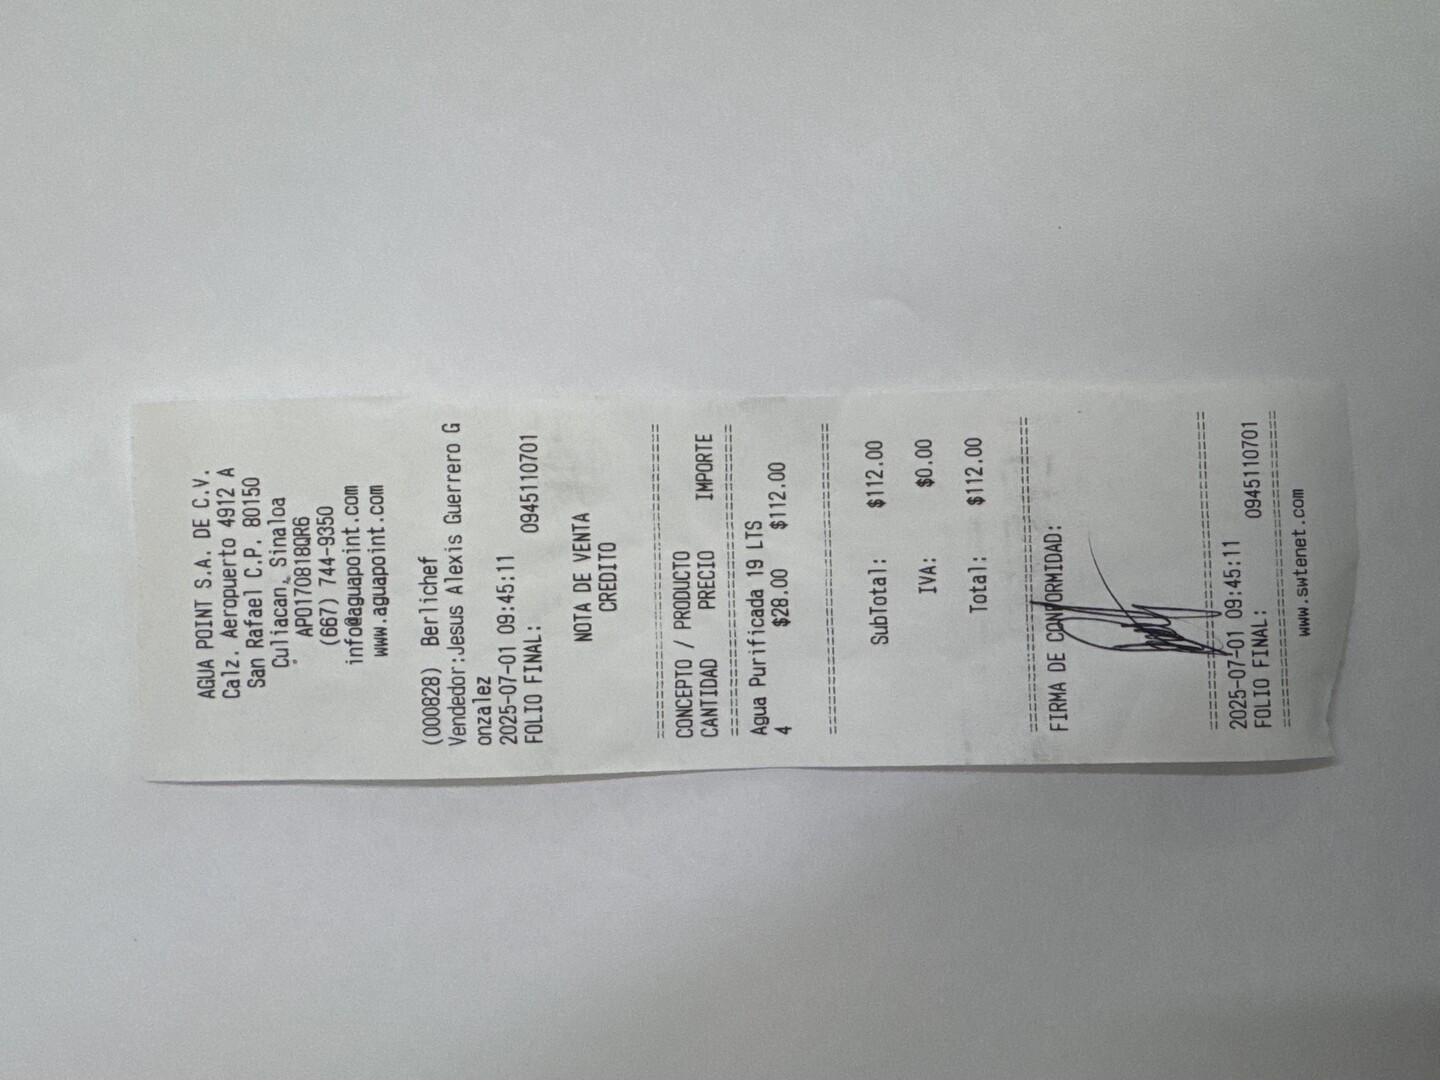 AGUA POINT S.A. DE C.V.
Calz. Aeropuerto 4912 A
San Rafael C.P. 80150
Culiacan, Sinaloa
APO170818QR6
(667) 744-9350
info@aguapoint.com
www.aguapoint.com
(000828) Berlichef
Vendedor:Jesus Alexis Guerrero G
onzalez
2025-07-01 09:45:11
FOLIO FINAL: 0945110701
NOTA DE VENTA
CREDITO
================================
CONCEPTO / PRODUCTO
CANTIDAD PRECIO IMPORTE
================================
Agua Purificada 19 LTS
4 $28.00 $112.00
================================
SubTotal: $112.00
IVA: $0.00
Total: $112.00
================================
FIRMA DE CONFORMIDAD:
================================
2025-07-01 09:45:11
FOLIO FINAL: 0945110701
================================
www.swtenet.com